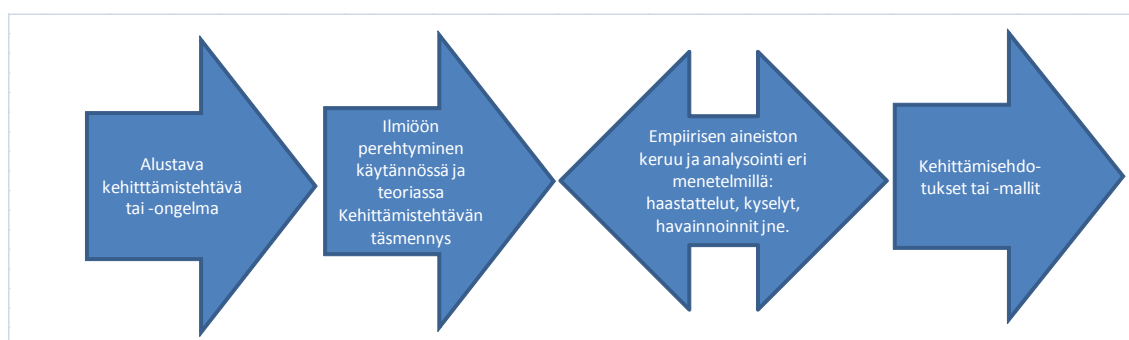 Alustava
kehitttämistehtävä
tai -ongelma
Ilmiöön
perehtyminen
käytännössä ja
teoriassa
Kehittämistehtävän
täsmennys
Empiirisen aineiston
keruu ja analysointi eri
menetelmillä:
haastattelut, kyselyt,
havainnoinnit jne.
Kehittämisehdo-
tukset tai -mallit